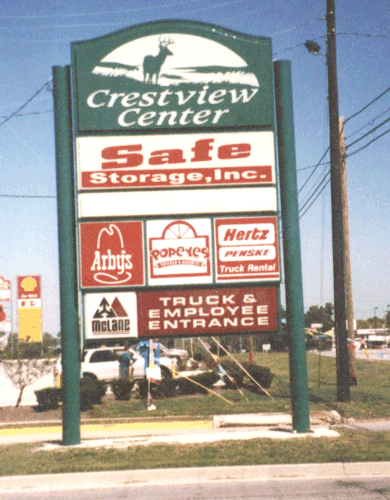 Crestview
Center
Safe
Storage, Inc.
Arby's
POPEYES
Hertz
PENSKE
Truck Rental
McLANE
TRUCK &
EMPLOYEE
ENTRANCE